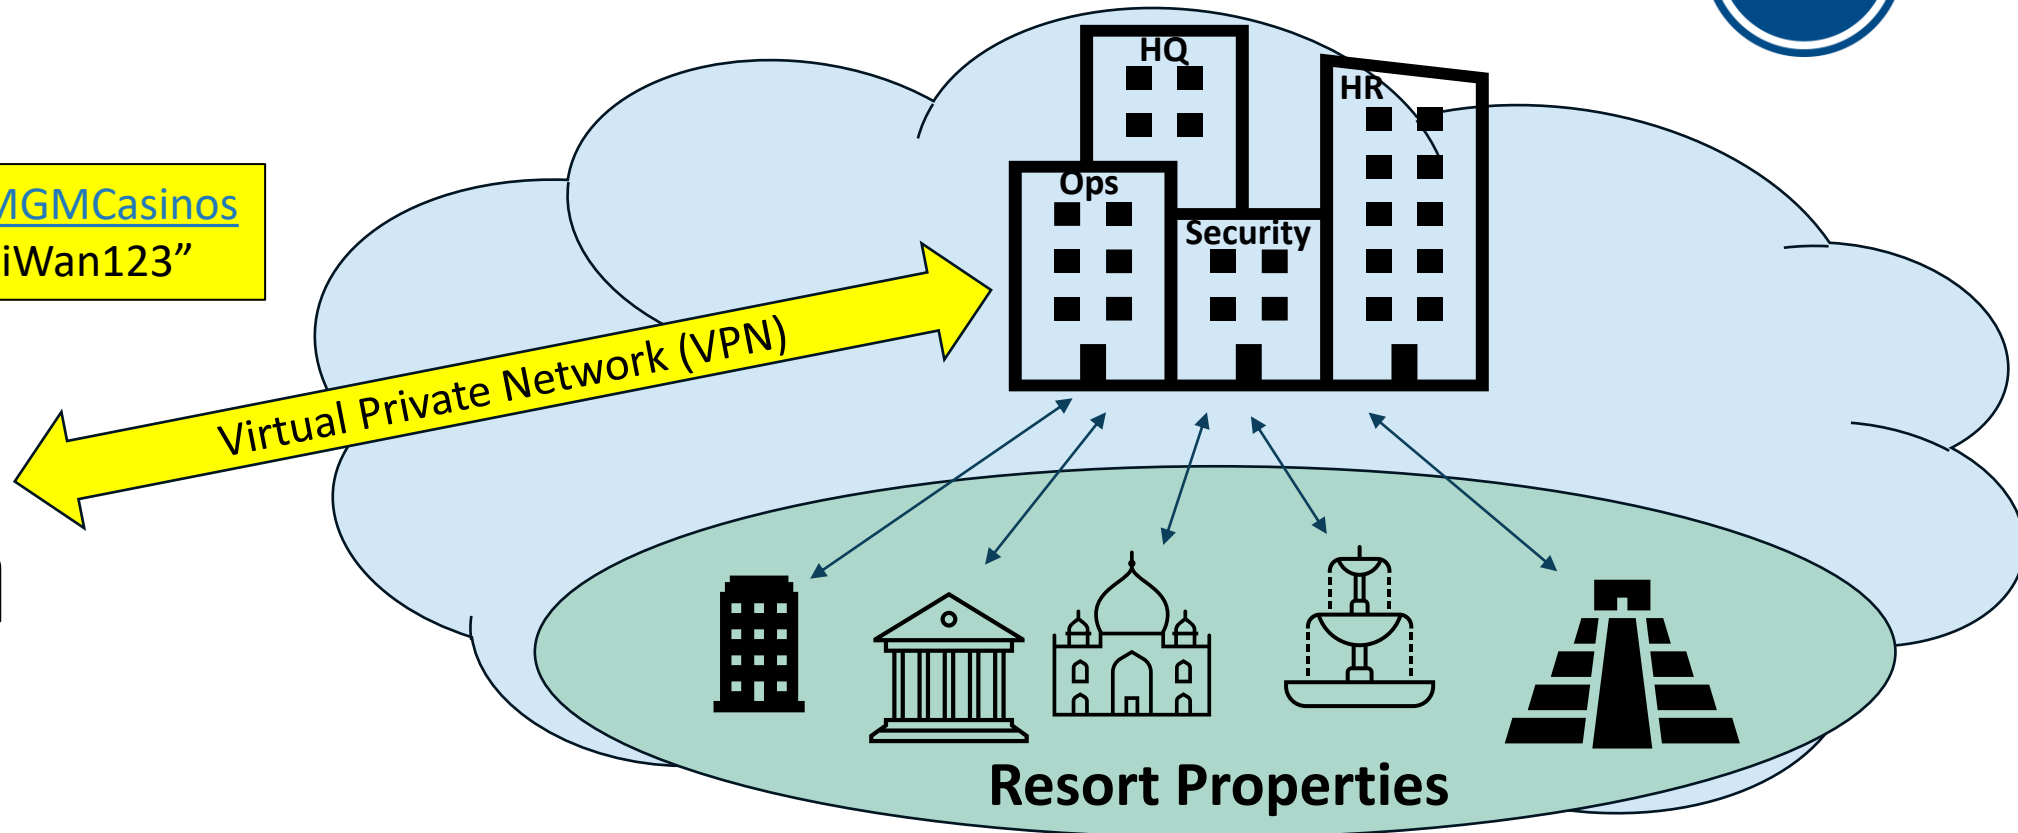 HQ
HR
Ops
Security
MGMCasinos
iWan123”
Virtual Private Network (VPN)
Resort Properties